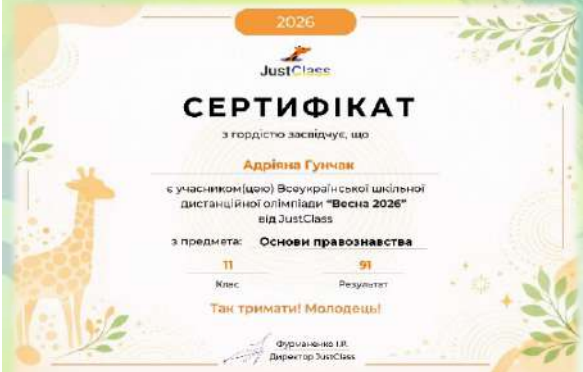 2026
JustClass
СЕРТИФІКАТ
з гордістю засвідчує, що
Адріяна Гунчак
є учасником(цею) Всеукраїнської шкільної
дистанційної олімпіади "Весна 2026"
від JustClass
з предмета: Основи правознавства
11 91
Клас Результат
Так тримати! Молодець!
Фурманенко І.Р.
Директор JustClass